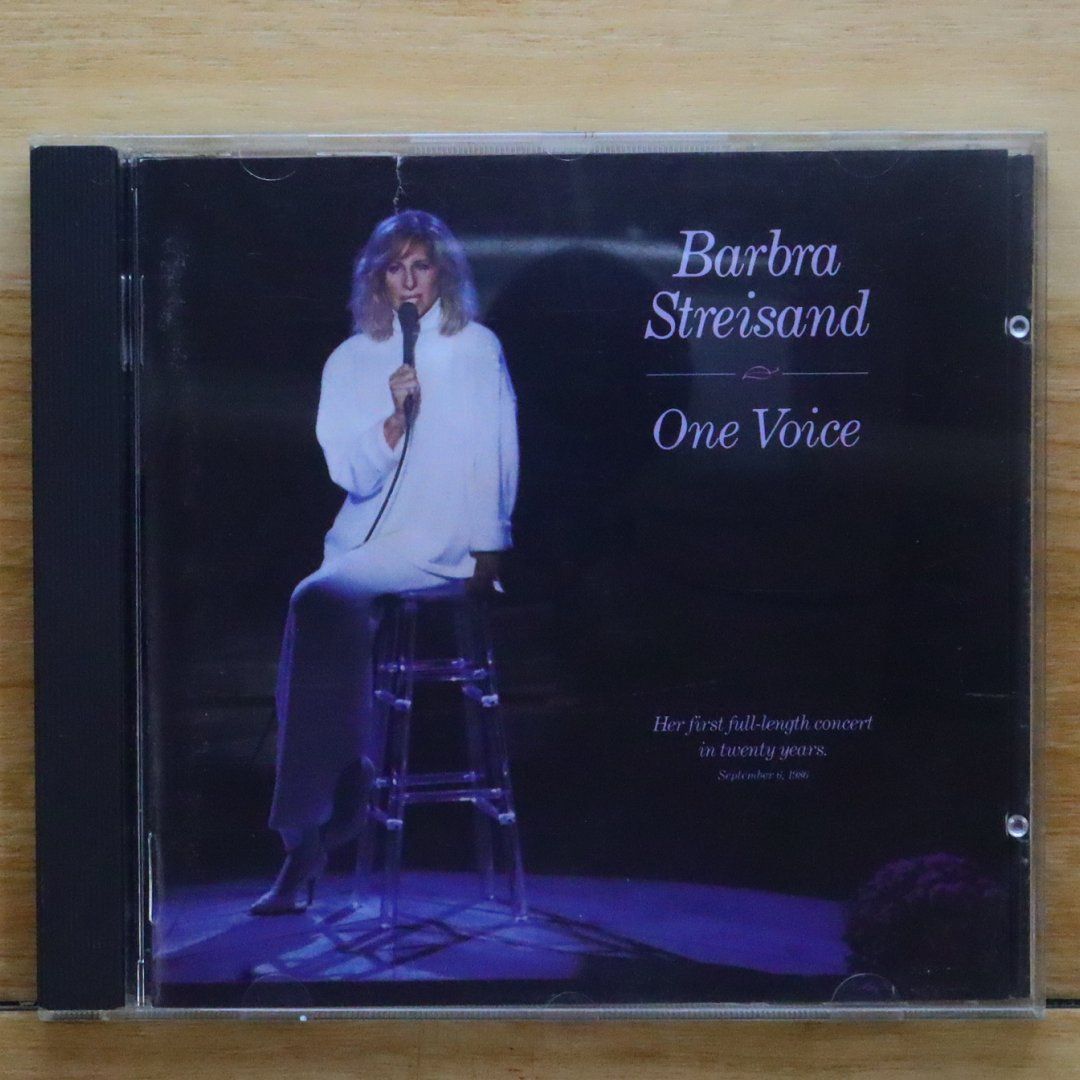 Barbra
Streisand
One Voice
Her first full-length concert
in twenty years.
September 6, 1986